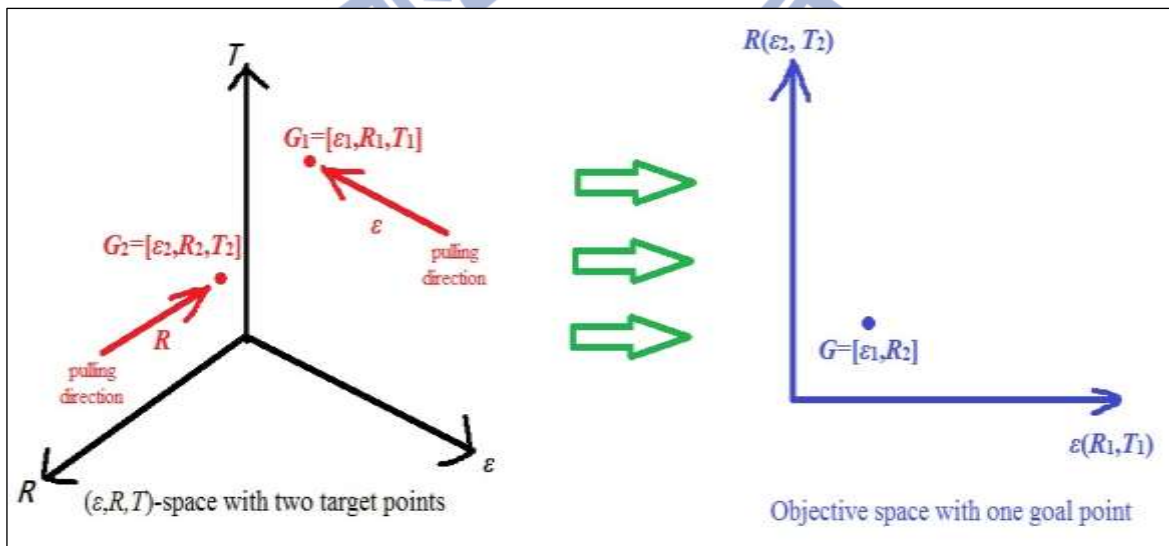 T
G1=[ε1,R1,T1]
ε
pulling
direction
G2=[ε2,R2,T2]
R
pulling
direction
R
ε
(ε,R,T)-space with two target points
R(ε2, T2)
G=[ε1,R2]
ε(R1,T1)
Objective space with one goal point